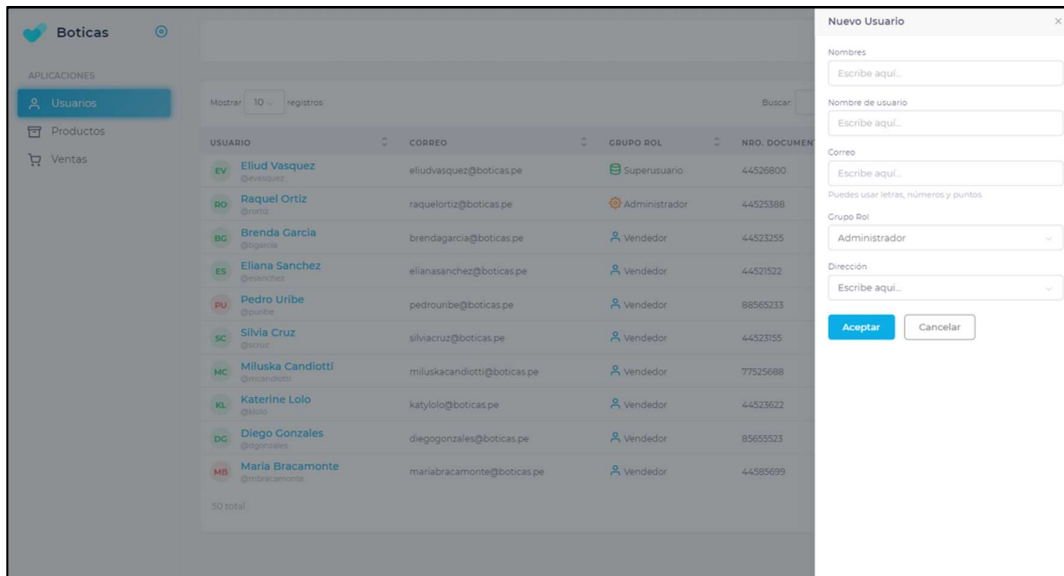 Boticas
APLICACIONES
Usuarios
Productos
Ventas
Mostrar 10 registros
Buscar
USUARIO CORREO GRUPO ROL NRO. DOCUMEN
EV Eliud Vasquez eliudvasquez@boticas.pe Superusuario 44526800
@evasquez
RO Raquel Ortiz raquelortiz@boticas.pe Administrador 44525388
@rortiz
BG Brenda Garcia brendagarcia@boticas.pe Vendedor 44523255
@bgarcia
ES Eliana Sanchez elianasanchez@boticas.pe Vendedor 44521522
PU Pedro Uribe pedrouribe@boticas.pe Vendedor 88565233
@puribe
SC Silvia Cruz silviacruz@boticas.pe Vendedor 44523155
@scruz
MC Miluska Candiotti miluskacandiotti@boticas.pe Vendedor 77525688
@mcandiotti
KL Katerine Lolo katylolo@boticas.pe Vendedor 44523622
@klolo
DG Diego Gonzales diegogonzales@boticas.pe Vendedor 85655523
@dgonzales
MB Maria Bracamonte mariabracamonte@boticas.pe Vendedor 44585699
@mbracamonte
50 total
Nuevo Usuario
Nombres
Escribe aquí...
Nombre de usuario
Escribe aquí...
Correo
Escribe aquí...
Puedes usar letras, números y puntos
Grupo Rol
Administrador
Dirección
Escribe aqui...
Aceptar Cancelar